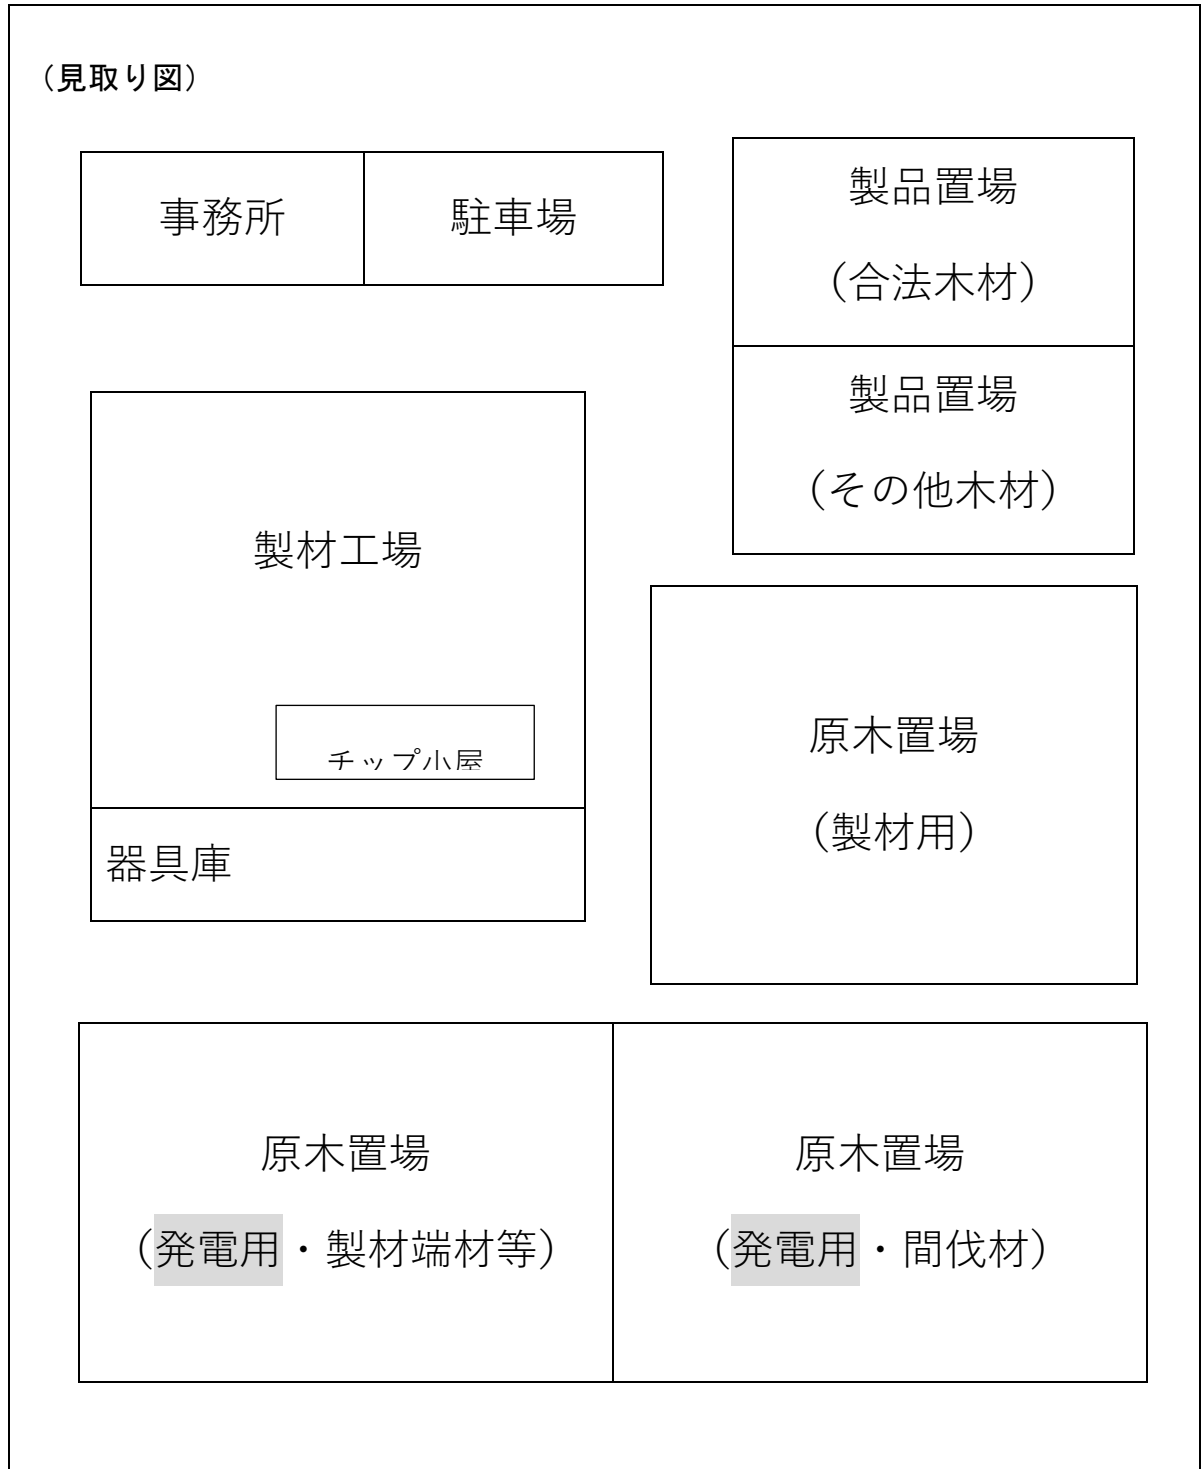 （見取り図）
事務所
駐車場
製品置場
（合法木材）
製品置場
（その他木材）
製材工場
チップ小屋
器具庫
原木置場
（製材用）
原木置場
（発電用・製材端材等）
原木置場
（発電用・間伐材）